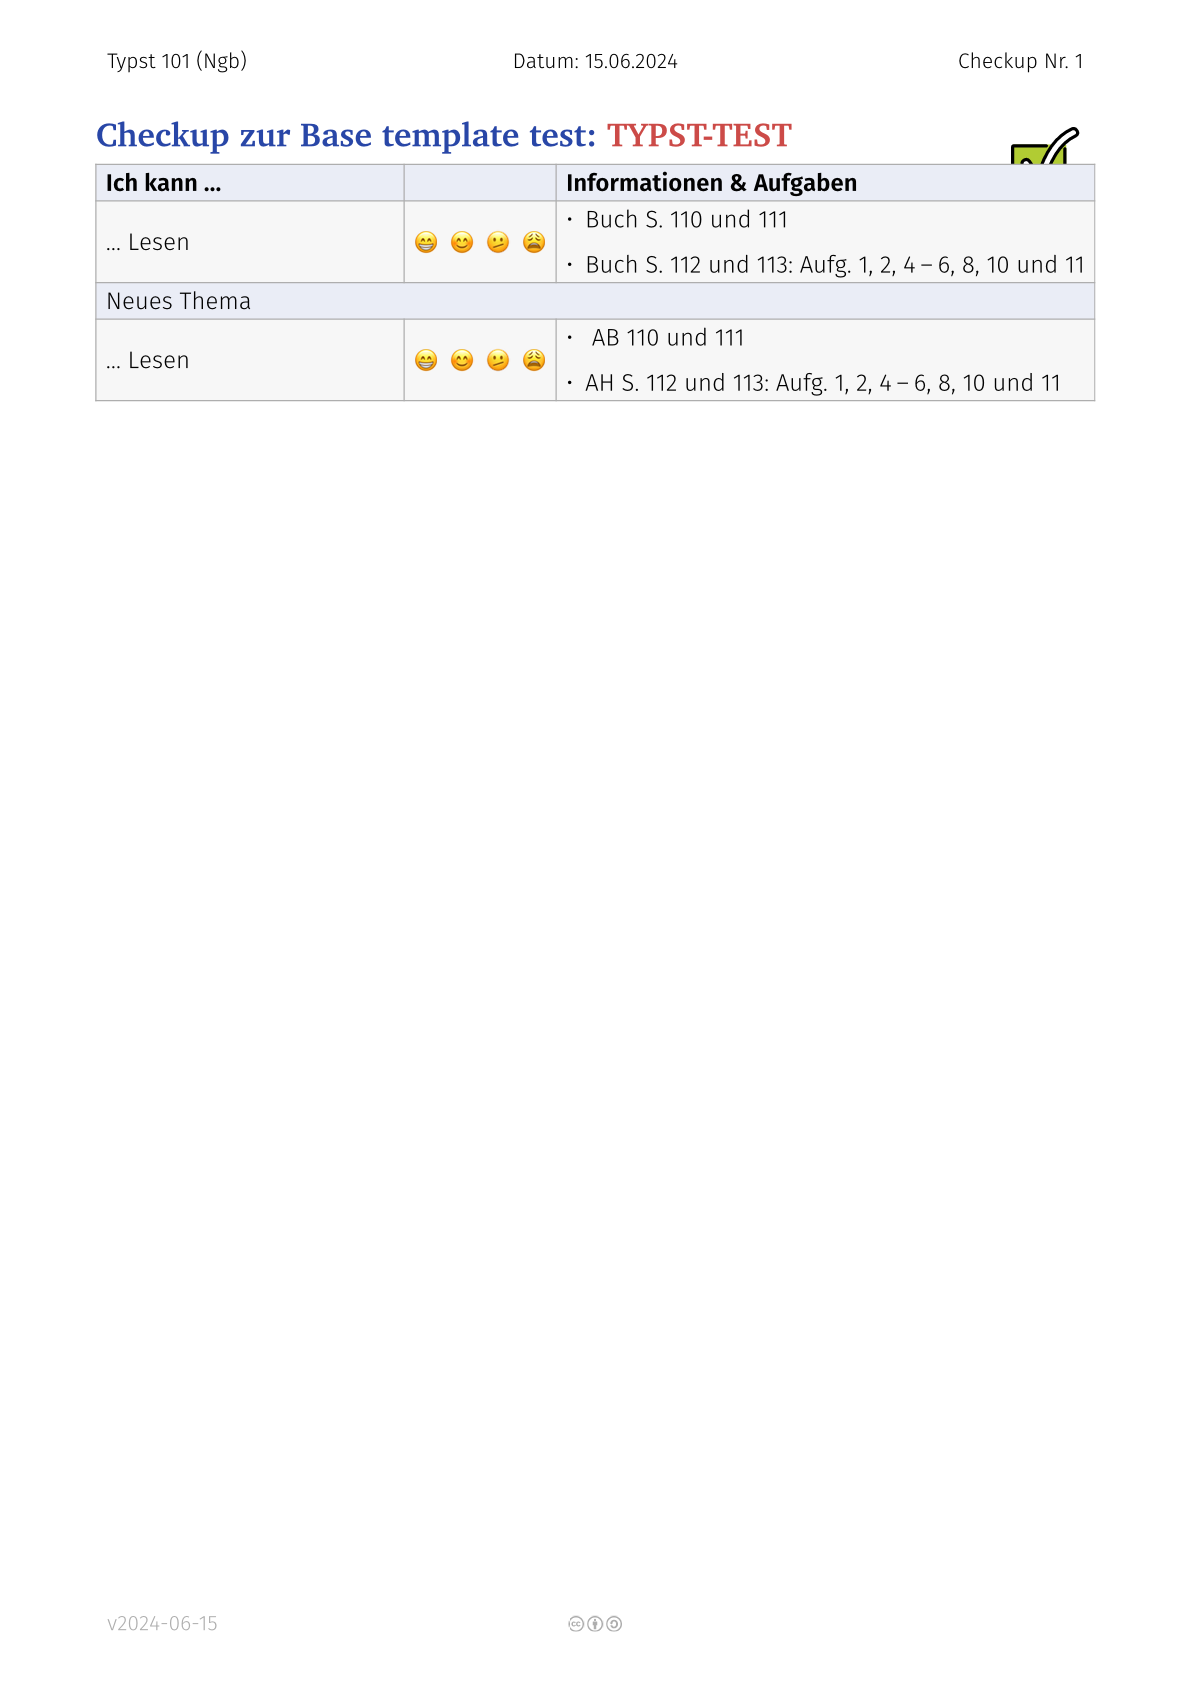 Typst 101 (Ngb) Datum: 15.06.2024 Checkup Nr. 1
Checkup zur Base template test: TYPST-TEST
Ich kann … Informationen & Aufgaben
… Lesen 😁 😊 🫤 😩
• Buch S. 110 und 111
• Buch S. 112 und 113: Aufg. 1, 2, 4 – 6, 8, 10 und 11
Neues Thema
… Lesen 😁 😊 🫤 😩
• AB 110 und 111
• AH S. 112 und 113: Aufg. 1, 2, 4 – 6, 8, 10 und 11
v2024-06-15